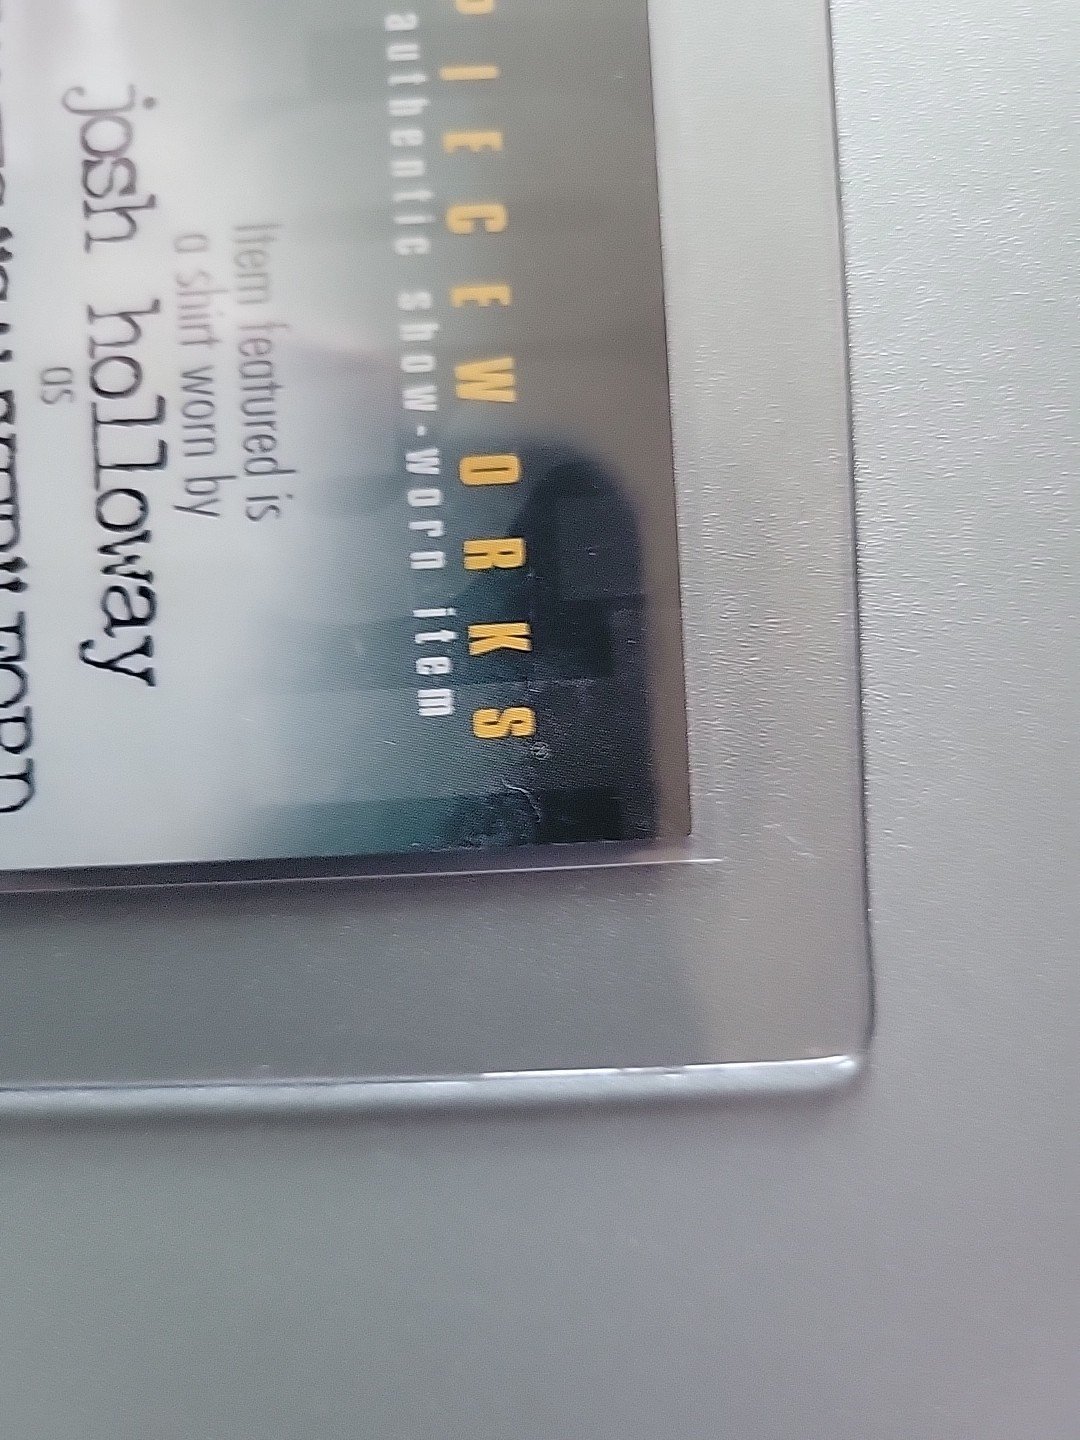 PIECEWORKS®
authentic show-worn item
Item featured is
a shirt worn by
josh holloway
as